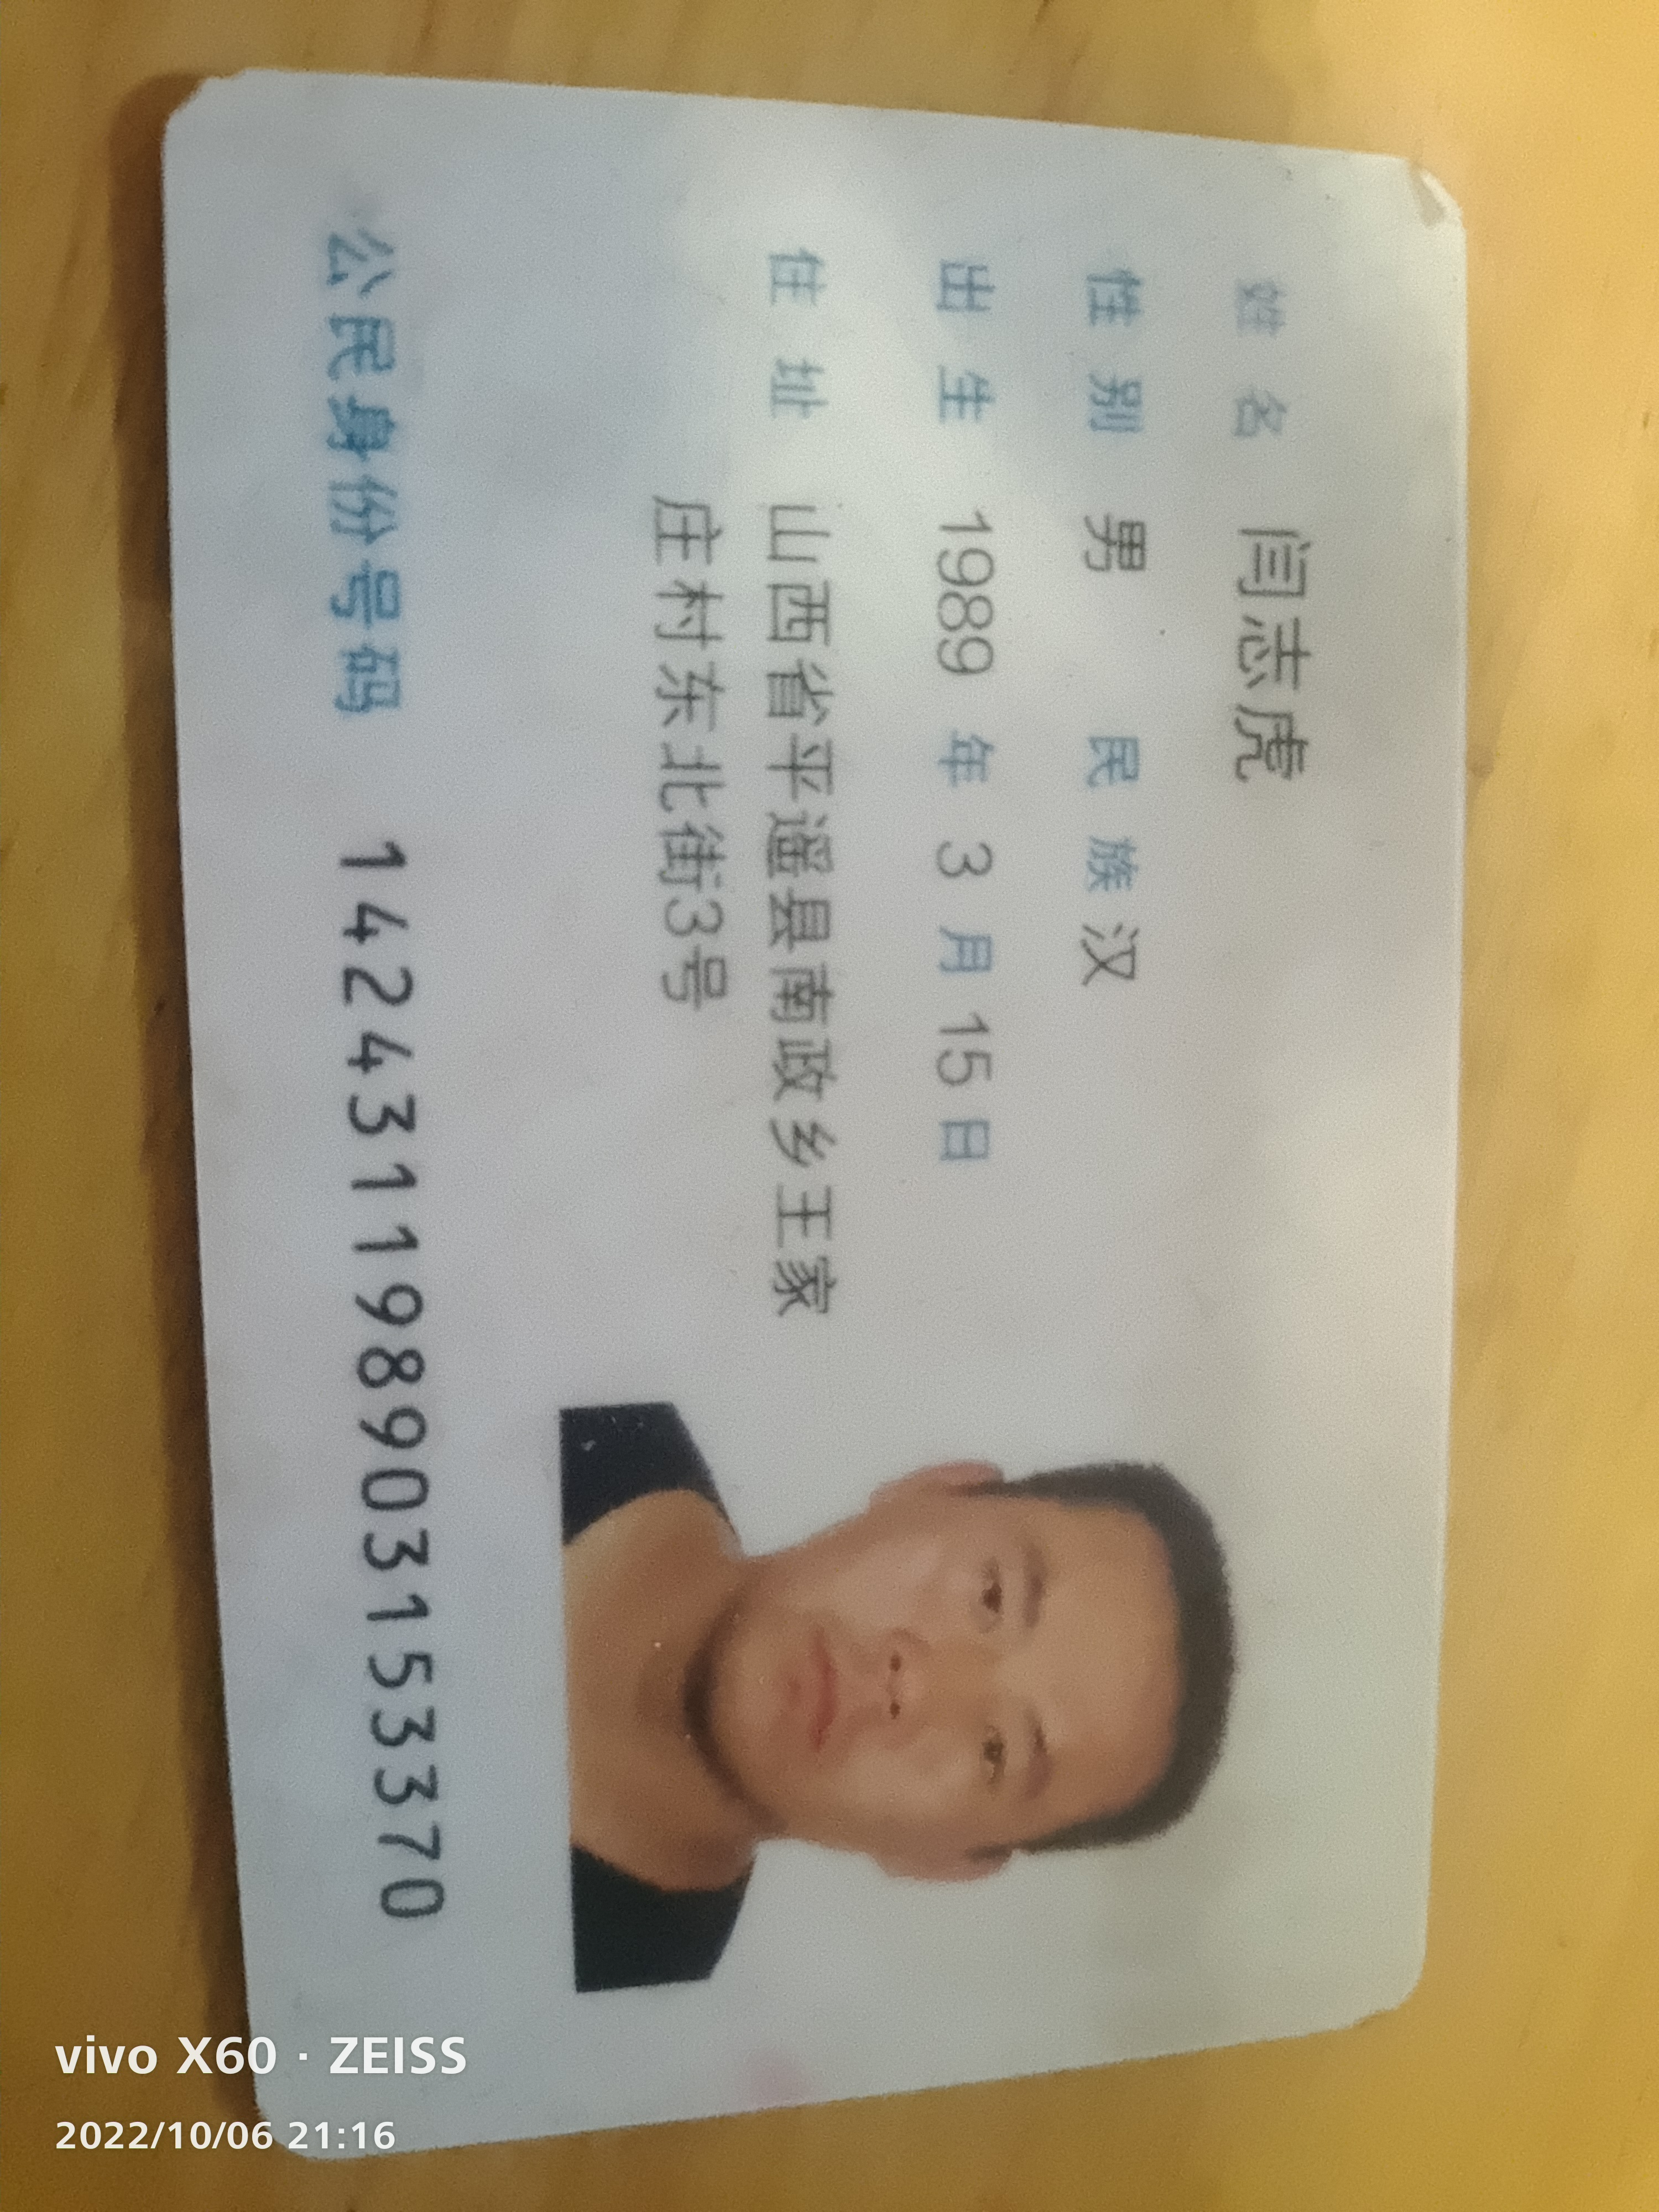 姓名 闫志虎
性别 男 民族 汉
出生 1989 年 3 月 15 日
住址 山西省平遥县南政乡王家
庄村东北街3号
公民身份号码 142431198903153370
vivo X60 · ZEISS
2022/10/06 21:16